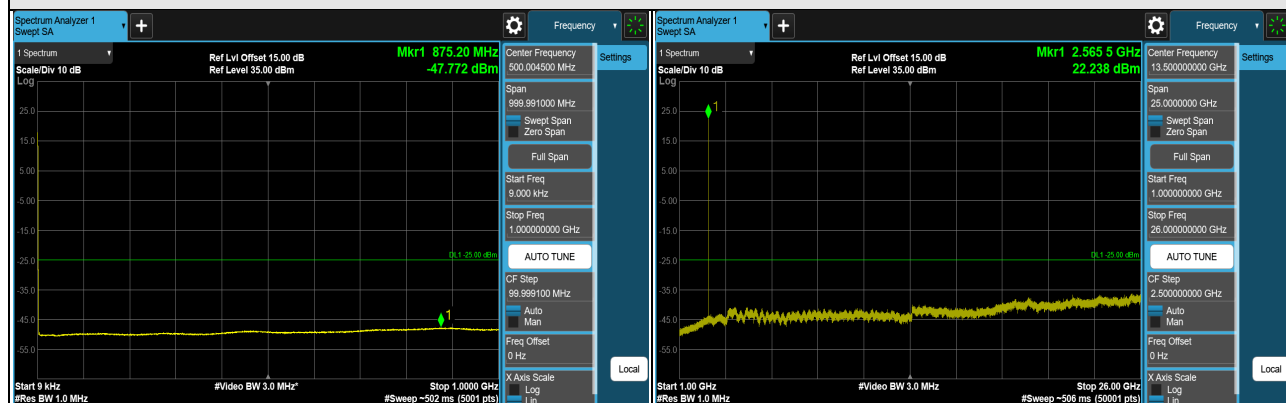 Spectrum Analyzer 1
Swept SA
+
Frequency
1 Spectrum
Scale/Div 10 dB
Log
Ref Lvl Offset 15.00 dB
Ref Level 35.00 dBm
Mkr1 875.20 MHz
-47.772 dBm
25.0
15.0
5.00
-5.00
-15.0
-25.0
-35.0
-45.0
-55.0
1
DL1 -25.00 dBm
Start 9 kHz
#Res BW 1.0 MHz
#Video BW 3.0 MHz*
Stop 1.0000 GHz
#Sweep ~502 ms (5001 pts)
Center Frequency
500.004500 MHz
Span
999.991000 MHz
Swept Span
Zero Span
Full Span
Start Freq
9.000 kHz
Stop Freq
1.000000000 GHz
AUTO TUNE
CF Step
99.999100 MHz
Auto
Man
Freq Offset
0 Hz
X Axis Scale
Log
Lin
Settings
Local
Spectrum Analyzer 1
Swept SA
+
Frequency
1 Spectrum
Scale/Div 10 dB
Log
Ref Lvl Offset 15.00 dB
Ref Level 35.00 dBm
Mkr1 2.565 5 GHz
22.238 dBm
25.0
15.0
5.00
-5.00
-15.0
-25.0
-35.0
-45.0
-55.0
1
DL1 -25.00 dBm
Start 1.00 GHz
#Res BW 1.0 MHz
#Video BW 3.0 MHz
Stop 26.00 GHz
#Sweep ~506 ms (50001 pts)
Center Frequency
13.50000000 GHz
Span
25.0000000 GHz
Swept Span
Zero Span
Full Span
Start Freq
1.000000000 GHz
Stop Freq
26.000000000 GHz
AUTO TUNE
CF Step
2.500000000 GHz
Auto
Man
Freq Offset
0 Hz
X Axis Scale
Log
Lin
Settings
Local